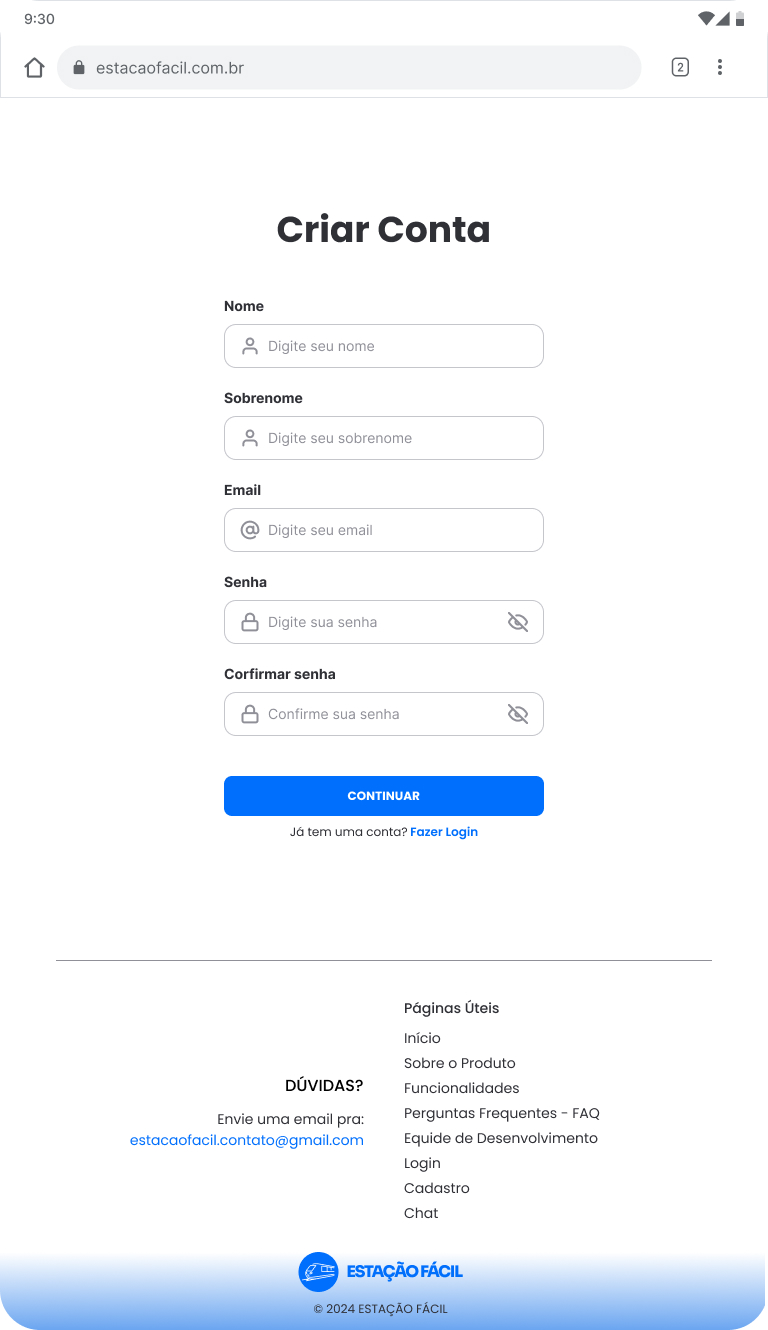 9:30
estacaofacil.com.br
2
Criar Conta
Nome
Digite seu nome
Sobrenome
Digite seu sobrenome
Email
Digite seu email
Senha
Digite sua senha
Corfirmar senha
Confirme sua senha
CONTINUAR
Já tem uma conta? Fazer Login
DÚVIDAS?
Envie uma email pra:
estacaofacil.contato@gmail.com
Páginas Úteis
Início
Sobre o Produto
Funcionalidades
Perguntas Frequentes - FAQ
Equide de Desenvolvimento
Login
Cadastro
Chat
ESTAÇÃO FÁCIL
© 2024 ESTAÇÃO FÁCIL